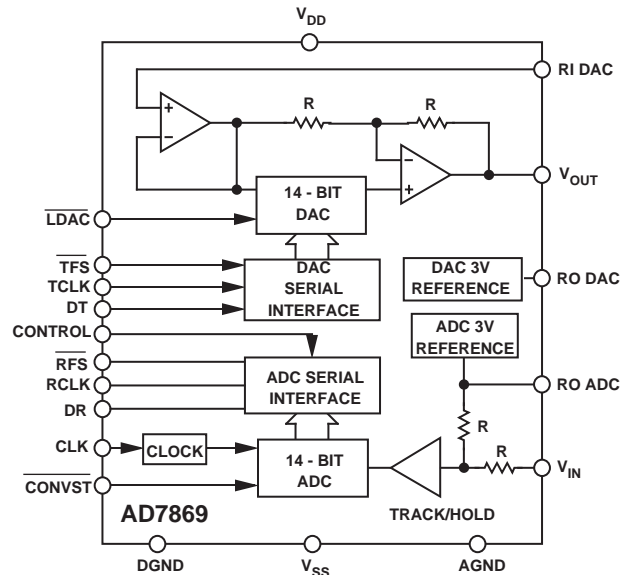 VDD
RI DAC
R
R
+
−
−
+
VOUT
14 - BIT
DAC
LDAC
TFS
TCLK
DT
DAC
SERIAL
INTERFACE
DAC 3V
REFERENCE
RO DAC
CONTROL
RFS
RCLK
DR
ADC SERIAL
INTERFACE
ADC 3V
REFERENCE
RO ADC
R
R
CLK
CLOCK
14 - BIT
ADC
VIN
CONVST
AD7869
TRACK/HOLD
DGND
VSS
AGND